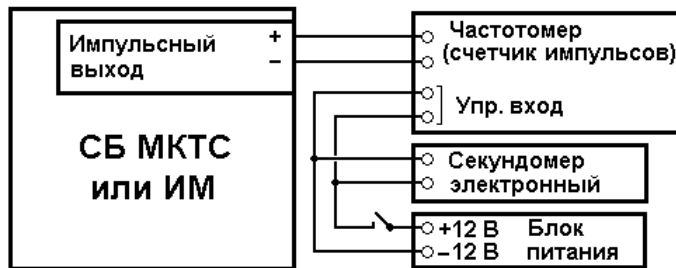 Импульсный
выход
+
–
СБ МКТС
или ИМ
Частотомер
(счетчик импульсов)
Упр. вход
Секундомер
электронный
+12 В Блок
–12 В питания